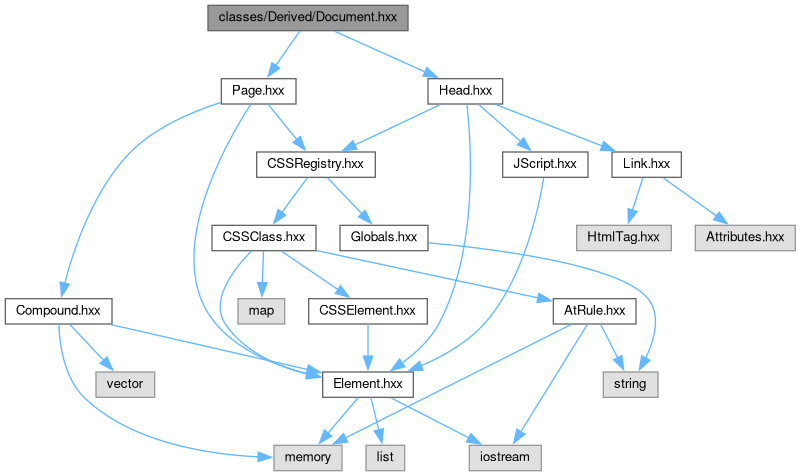 classes/Derived/Document.hxx
Page.hxx
Head.hxx
CSSRegistry.hxx
JScript.hxx
Link.hxx
CSSClass.hxx
Globals.hxx
HtmlTag.hxx
Attributes.hxx
Compound.hxx
map
CSSElement.hxx
AtRule.hxx
vector
Element.hxx
string
memory
list
iostream